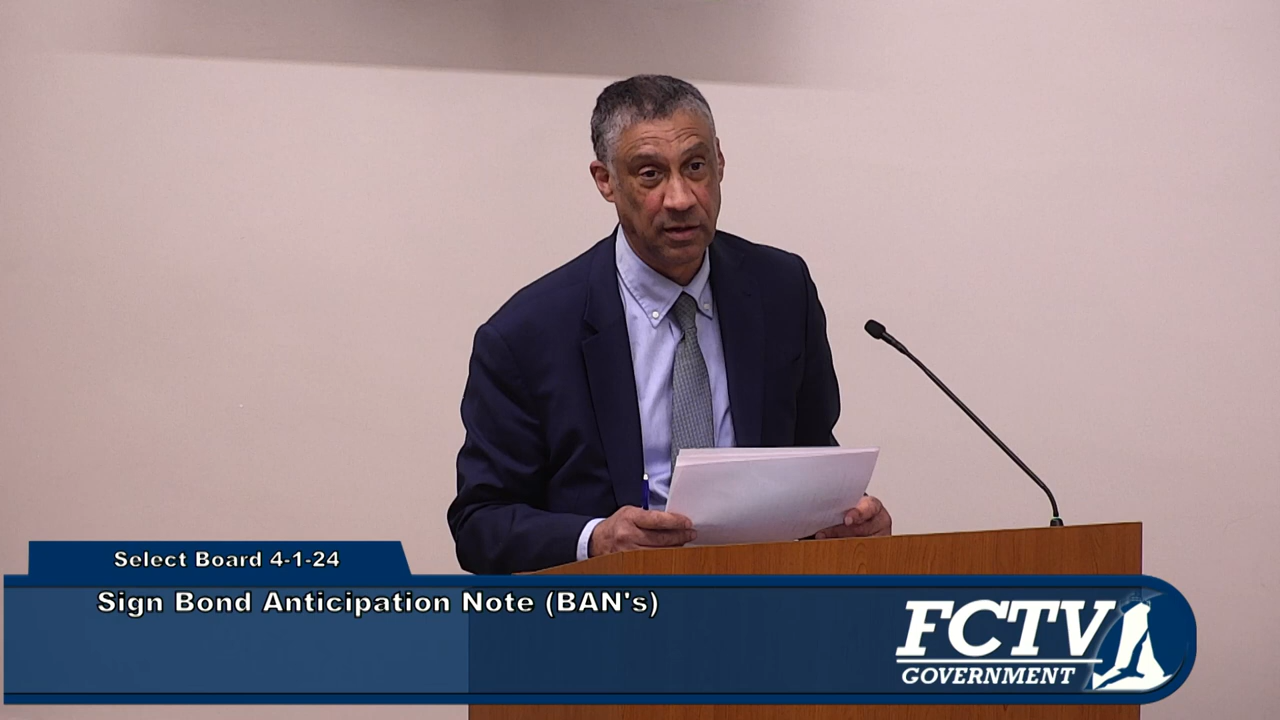 Select Board 4-1-24
Sign Bond Anticipation Note (BAN's)
FCTV
GOVERNMENT